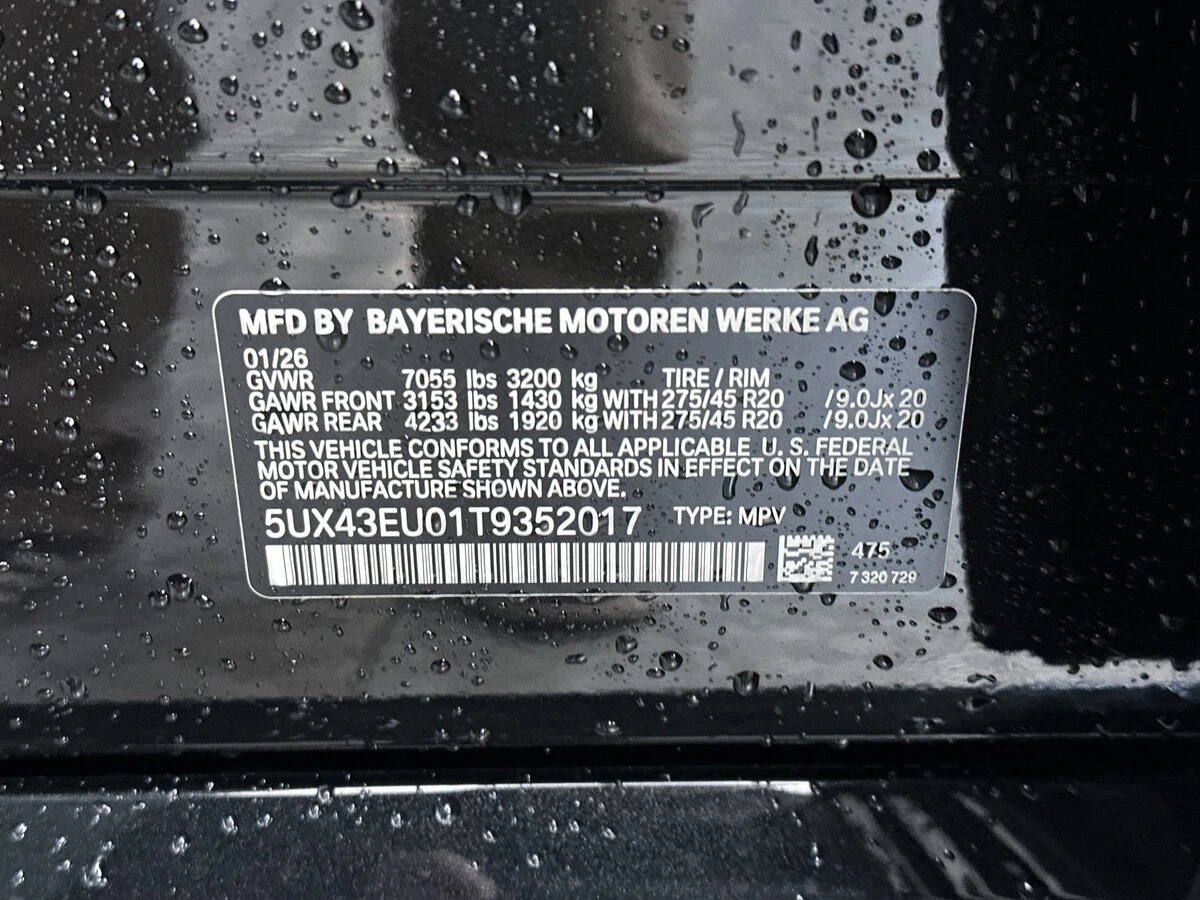 MFD BY BAYERISCHE MOTOREN WERKE AG
01/26
GVWR 7055 lbs 3200 kg TIRE / RIM
GAWR FRONT 3153 lbs 1430 kg WITH 275/45 R20 /9.0Jx 20
GAWR REAR 4233 lbs 1920 kg WITH 275/45 R20 /9.0Jx 20
THIS VEHICLE CONFORMS TO ALL APPLICABLE U. S. FEDERAL
MOTOR VEHICLE SAFETY STANDARDS IN EFFECT ON THE DATE
OF MANUFACTURE SHOWN ABOVE.
5UX43EU01T9352017 TYPE: MPV
475
7 320 729